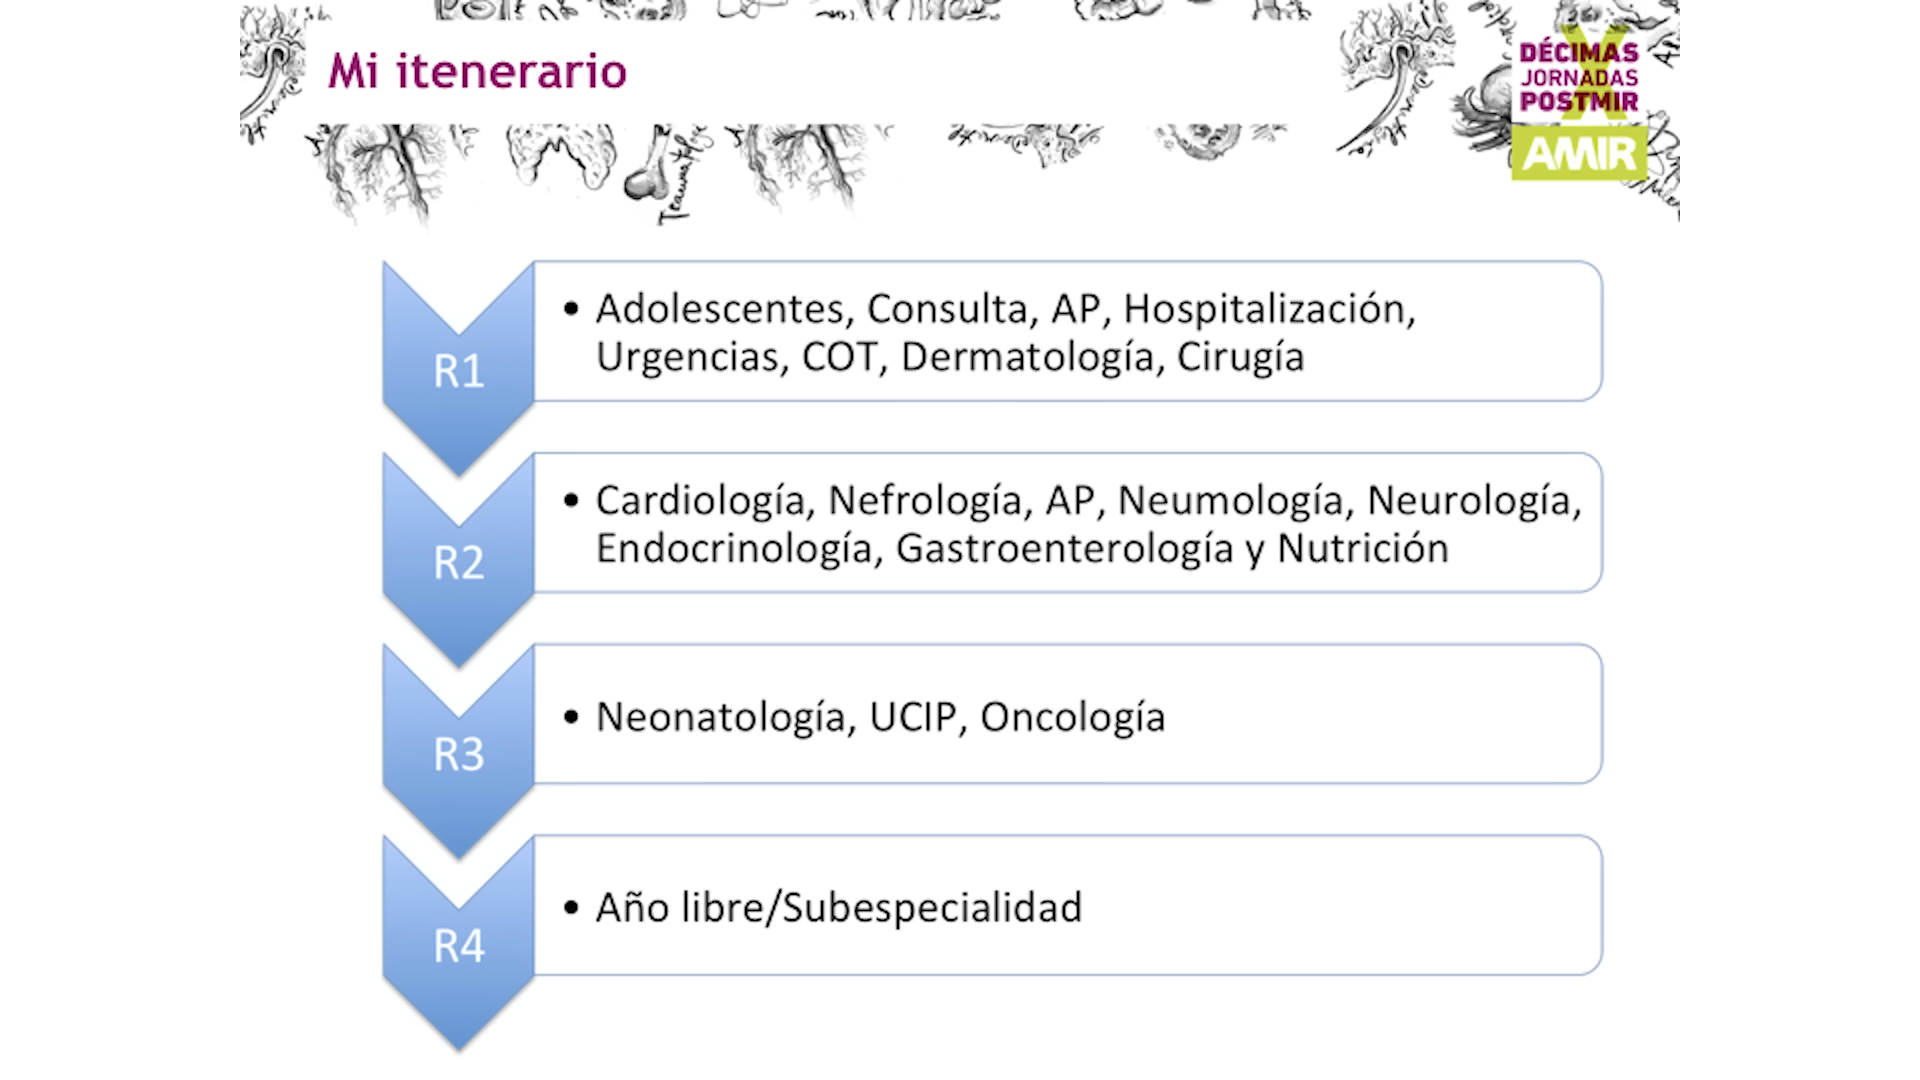 Mi itenerario
DÉCIMAS
JORNADAS
POSTMIR
AMIR
R1
• Adolescentes, Consulta, AP, Hospitalización,
Urgencias, COT, Dermatología, Cirugía
R2
• Cardiología, Nefrología, AP, Neumología, Neurología,
Endocrinología, Gastroenterología y Nutrición
R3
• Neonatología, UCIP, Oncología
R4
• Año libre/Subespecialidad